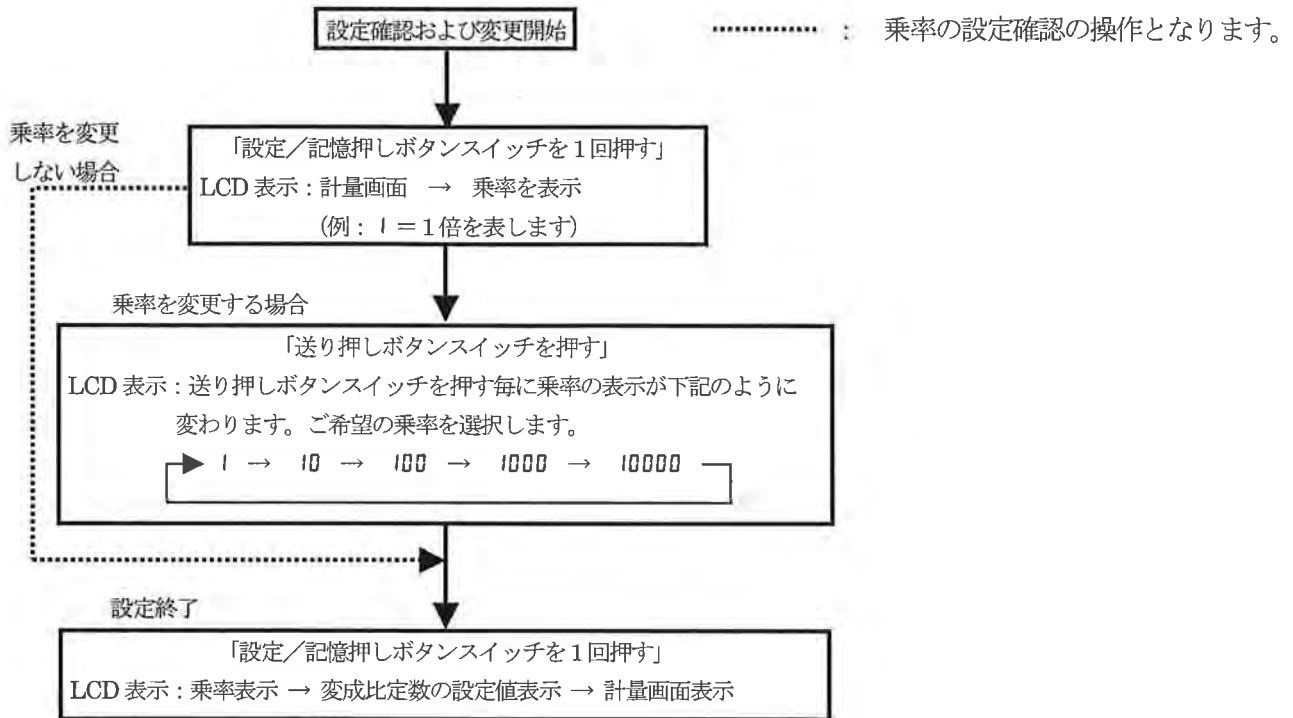 設定確認および変更開始
： 乗率の設定確認の操作となります。
乗率を変更
しない場合
「設定／記憶押しボタンスイッチを１回押す」
LCD 表示：計量画面 → 乗率を表示
(例： 1 ＝１倍を表します)
乗率を変更する場合
「送り押しボタンスイッチを押す」
LCD 表示：送り押しボタンスイッチを押す毎に乗率の表示が下記のように
変わります。ご希望の乗率を選択します。
1 → 10 → 100 → 1000 → 10000
設定終了
「設定／記憶押しボタンスイッチを１回押す」
LCD 表示：乗率表示 → 変成比定数の設定値表示 → 計量画面表示